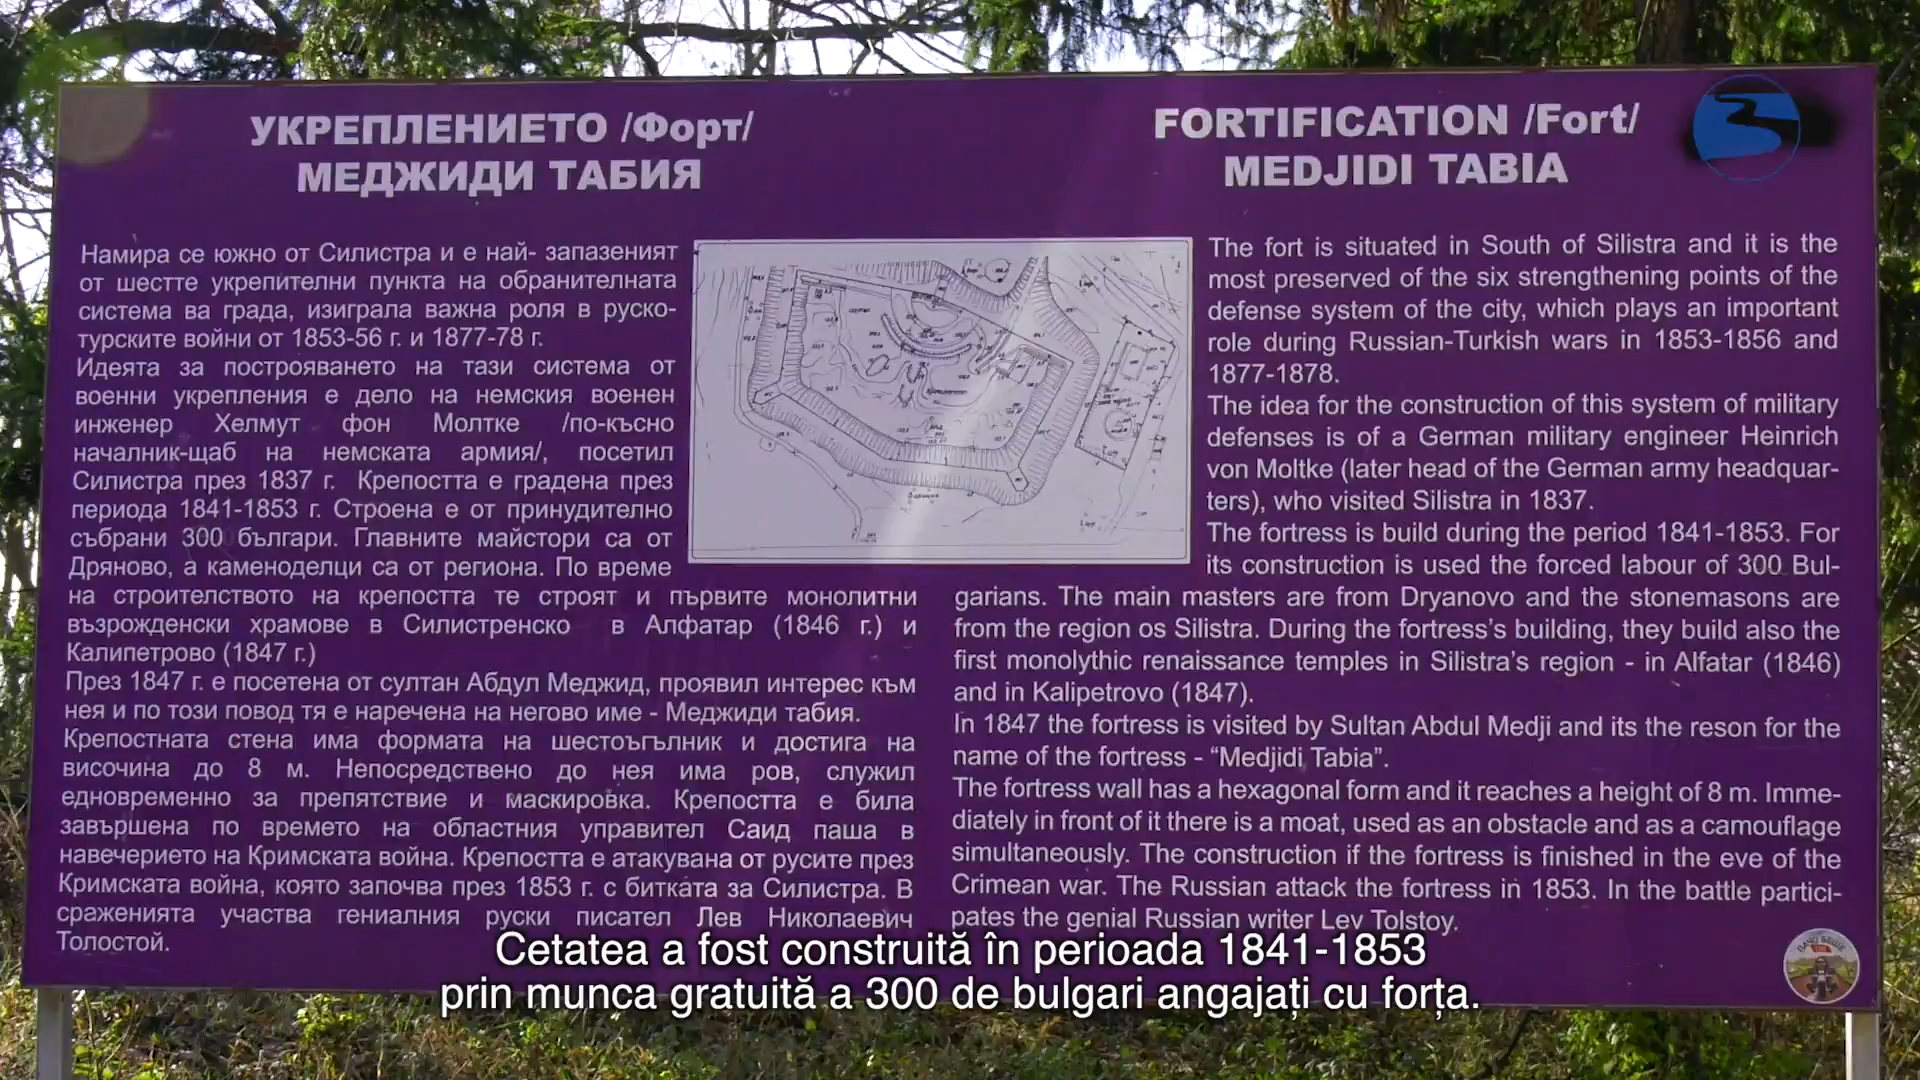 УКРЕПЛЕНИЕТО /Форт/
МЕДЖИДИ ТАБИЯ
Намира се южно от Силистра и е най- запазеният
от шестте укрепителни пункта на обранителната
система ва града, изиграла важна роля в руско-
турските войни от 1853-56 г. и 1877-78 г.
Идеята за построяването на тази система от
военни укрепления е дело на немския военен
инженер Хелмут фон Молтке /по-късно
началник-щаб на немската армия/, посетил
Силистра през 1837 г. Крепостта е градена през
периода 1841-1853 г. Строена е от принудително
събрани 300 българи. Главните майстори са от
Дряново, а каменоделци са от региона. По време
на строителството на крепостта те строят и първите монолитни
възрожденски храмове в Силистренско в Алфатар (1846 г.) и
Калипетрово (1847 г.)
През 1847 г. е посетена от султан Абдул Меджид, проявил интерес към
нея и по този повод тя е наречена на негово име - Меджиди табия.
Крепостната стена има формата на шестоъгълник и достига на
височина до 8 м. Непосредствено до нея има ров, служил
едновременно за препятствие и маскировка. Крепостта е била
завършена по времето на областния управител Саид паша в
навечерието на Кримската война. Крепостта е атакувана от русите през
Кримската война, която започва през 1853 г. с битката за Силистра. В
сраженията участва гениалния руски писател Лев Николаевич
Толостой.
FORTIFICATION /Fort/
MEDJIDI TABIA
The fort is situated in South of Silistra and it is the
most preserved of the six strengthening points of the
defense system of the city, which plays an important
role during Russian-Turkish wars in 1853-1856 and
1877-1878.
The idea for the construction of this system of military
defenses is of a German military engineer Heinrich
von Moltke (later head of the German army headquar-
ters), who visited Silistra in 1837.
The fortress is build during the period 1841-1853. For
its construction is used the forced labour of 300 Bul-
garians. The main masters are from Dryanovo and the stonemasons are
from the region os Silistra. During the fortress's building, they build also the
first monolythic renaissance temples in Silistra's region - in Alfatar (1846)
and in Kalipetrovo (1847).
In 1847 the fortress is visited by Sultan Abdul Medji and its the reson for the
name of the fortress - “Medjidi Tabia”.
The fortress wall has a hexagonal form and it reaches a height of 8 m. Imme-
diately in front of it there is a moat, used as an obstacle and as a camouflage
simultaneously. The construction if the fortress is finished in the eve of the
Crimean war. The Russian attack the fortress in 1853. In the battle partici-
pates the genial Russian writer Lev Tolstoy.
Cetatea a fost construită în perioada 1841-1853
prin munca gratuită a 300 de bulgari angajați cu forța.